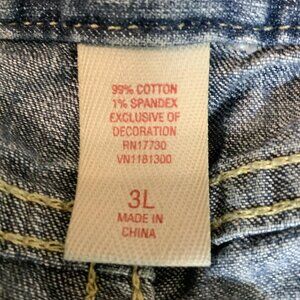 99% COTTON
1% SPANDEX
EXCLUSIVE OF
DECORATION
RN17730
VN1181300
3L
MADE IN
CHINA